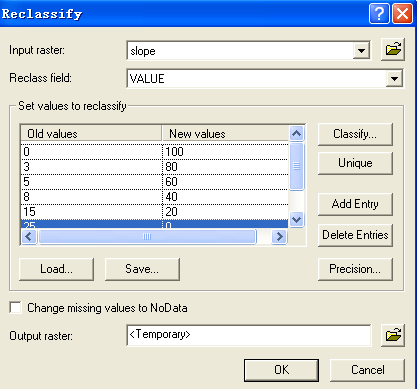 Reclassify
Input raster: slope
Reclass field: VALUE
Set values to reclassify
Old values New values
0 100
3 80
5 60
8 40
15 20
25 0
Classify...
Unique
Add Entry
Delete Entries
Load... Save... Precision...
Change missing values to NoData
Output raster: <Temporary>
OK Cancel